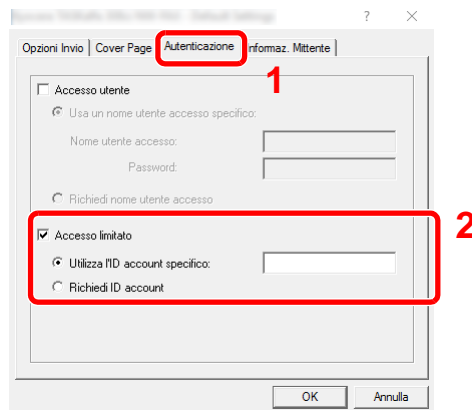 ? ×
Opzioni Invio Cover Page Autenticazione Informaz. Mittente
1
Accesso utente
Usa un nome utente accesso specifico:
Nome utente accesso:
Password:
Richiedi nome utente accesso
2
Accesso limitato
Utilizza l'ID account specifico:
Richiedi ID account
OK Annulla